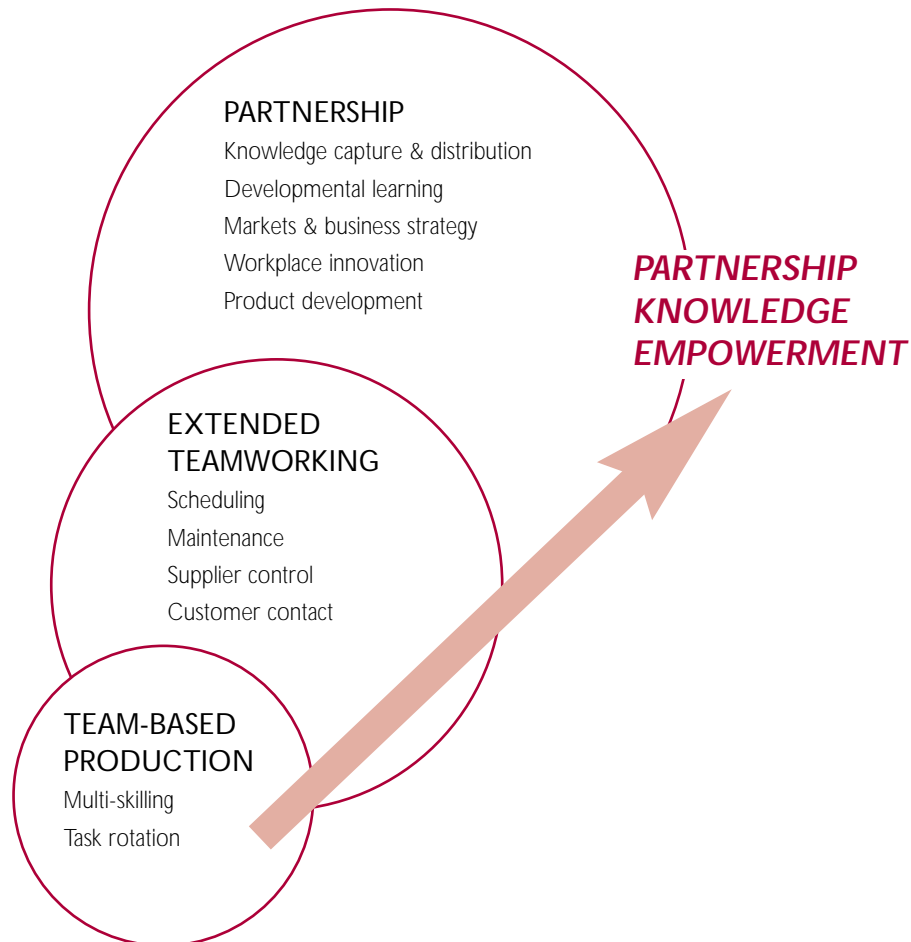 PARTNERSHIP
Knowledge capture & distribution
Developmental learning
Markets & business strategy
Workplace innovation
Product development
PARTNERSHIP
KNOWLEDGE
EMPOWERMENT
EXTENDED
TEAMWORKING
Scheduling
Maintenance
Supplier control
Customer contact
TEAM-BASED
PRODUCTION
Multi-skilling
Task rotation